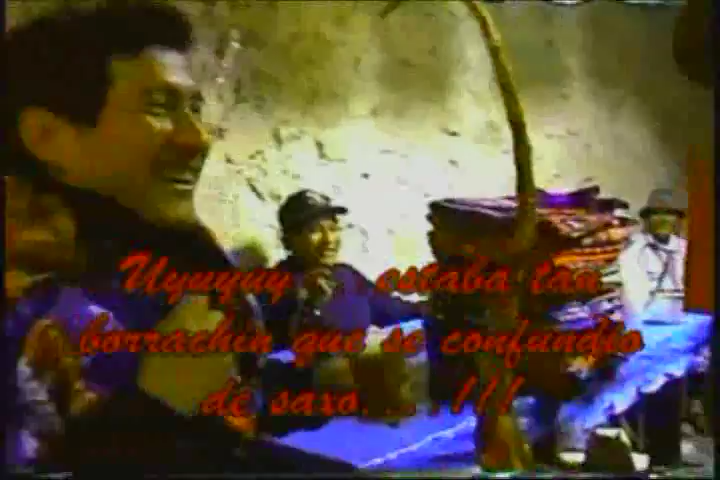 Uyuyuy . . . estaba tan
borrachin que se confundio
de saxo. . . . !!!